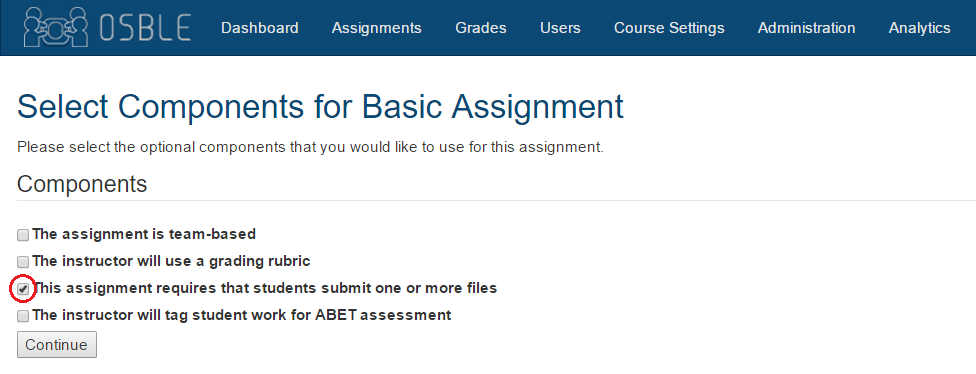 OSBLE Dashboard Assignments Grades Users Course Settings Administration Analytics
Select Components for Basic Assignment
Please select the optional components that you would like to use for this assignment.
Components
The assignment is team-based
The instructor will use a grading rubric
This assignment requires that students submit one or more files
The instructor will tag student work for ABET assessment
Continue